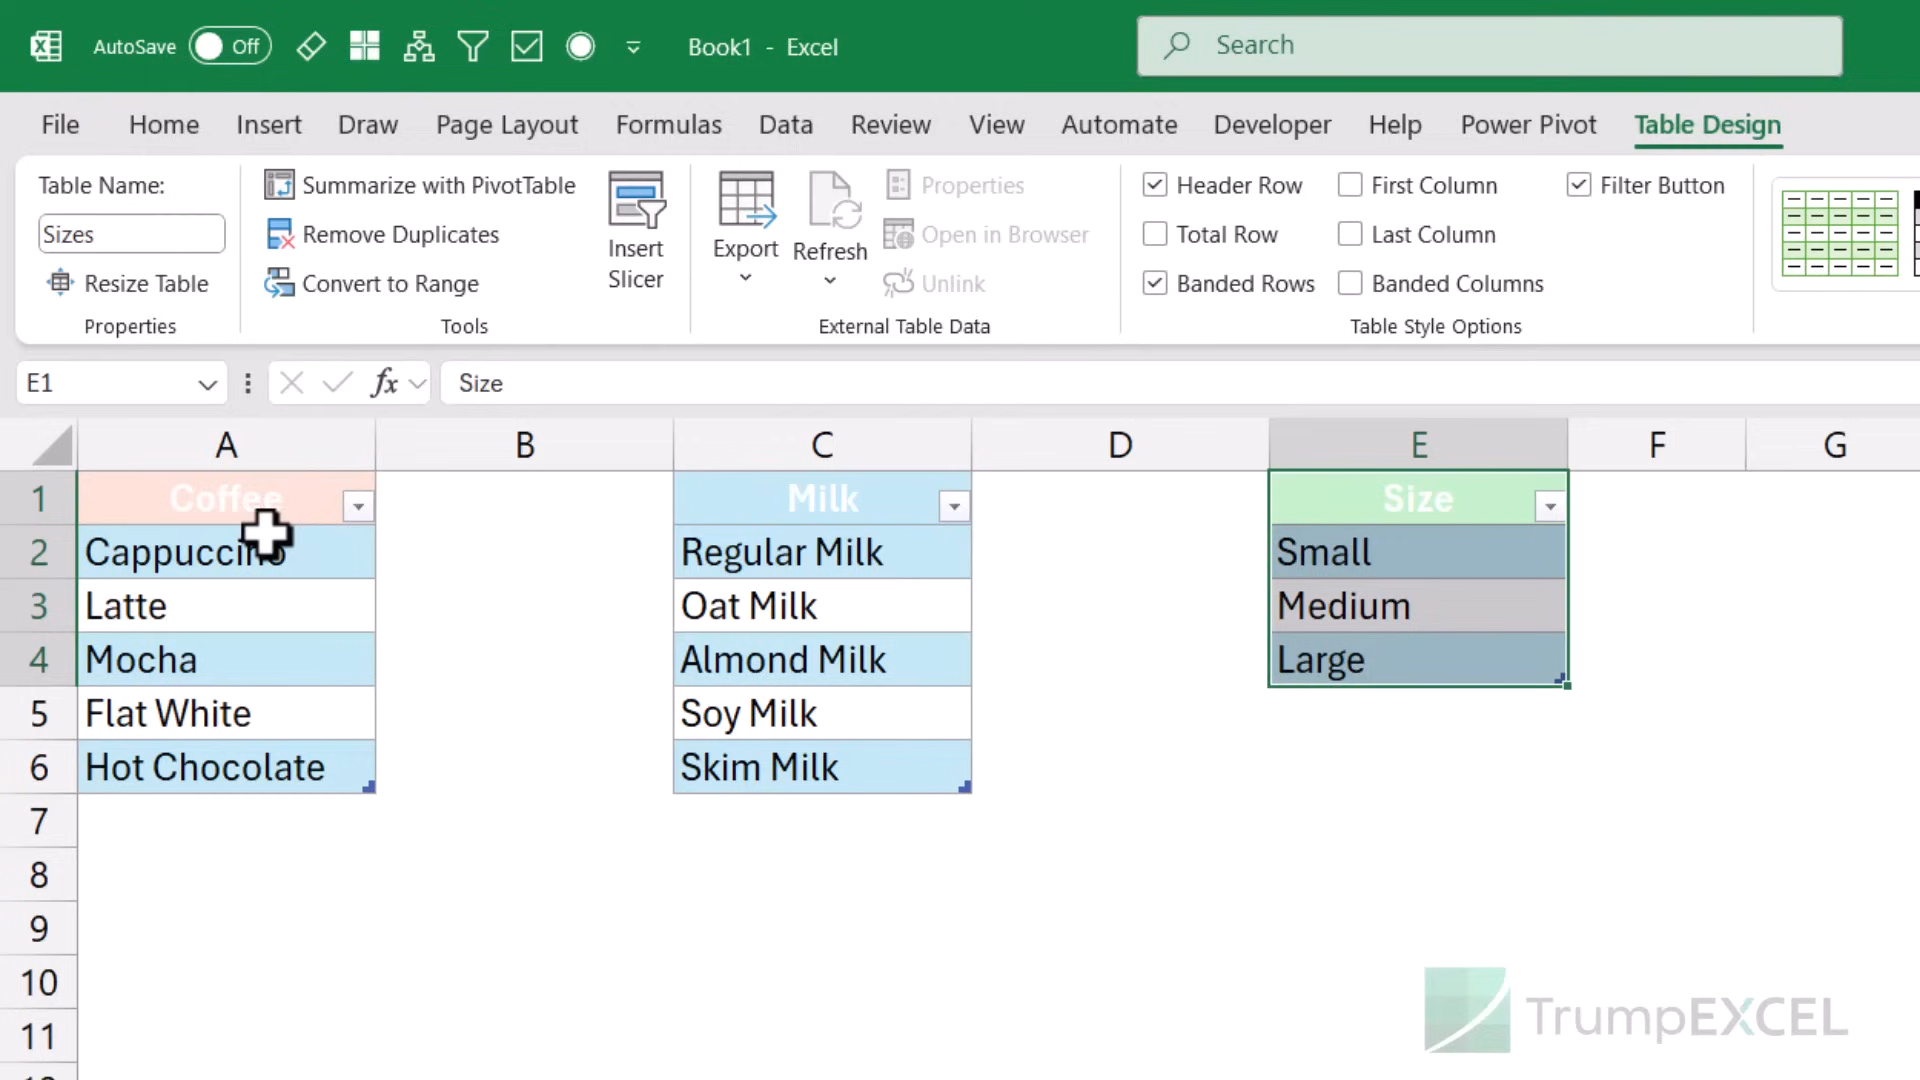 AutoSave Off Book1 - Excel Search
File Home Insert Draw Page Layout Formulas Data Review View Automate Developer Help Power Pivot Table Design
Table Name:
Sizes
Resize Table
Properties
Summarize with PivotTable
Remove Duplicates
Convert to Range
Insert
Slicer
Tools
Export
Refresh
Properties
Open in Browser
Unlink
External Table Data
Header Row First Column Filter Button
Total Row Last Column
Banded Rows Banded Columns
Table Style Options
E1 fx Size
A B C D E F G
1 Coffee Milk Size
2 Cappuccino Regular Milk Small
3 Latte Oat Milk Medium
4 Mocha Almond Milk Large
5 Flat White Soy Milk
6 Hot Chocolate Skim Milk
7
8
9
10
11
TrumpEXCEL